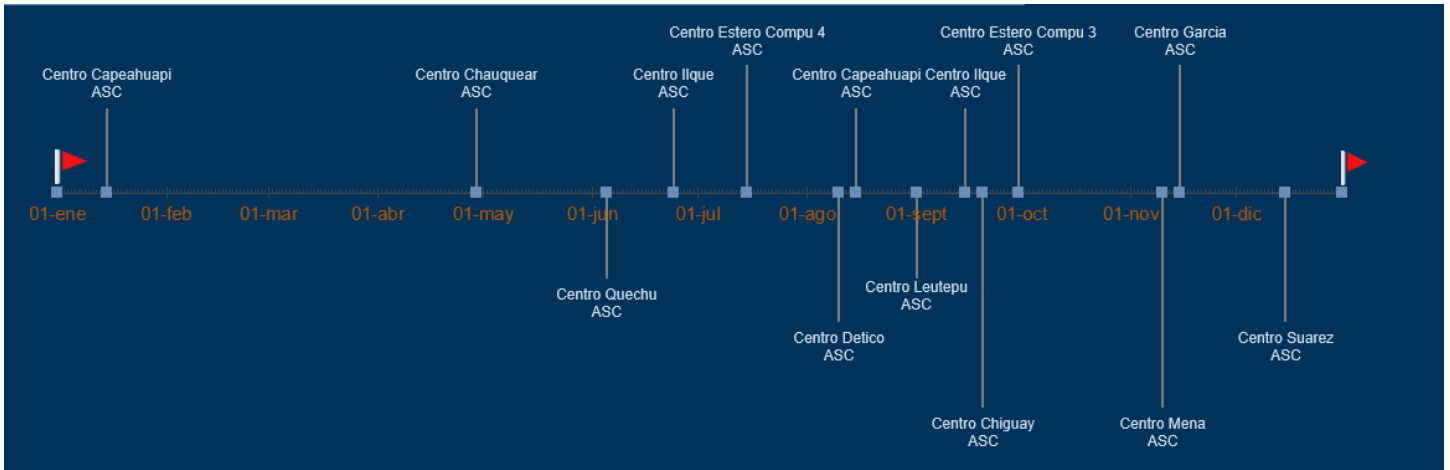 Centro Estero Compu 4
ASC
Centro Estero Compu 3
ASC
Centro Garcia
ASC
Centro Capeahuapi
ASC
Centro Chauquear
ASC
Centro Ilque
ASC
Centro Capeahuapi
ASC
Centro Ilque
ASC
01-ene
01-feb
01-mar
01-abr
01-may
01-jun
01-jul
01-ago
01-sept
01-oct
01-nov
01-dic
Centro Quechu
ASC
Centro Leutepu
ASC
Centro Detico
ASC
Centro Suarez
ASC
Centro Chiguay
ASC
Centro Mena
ASC